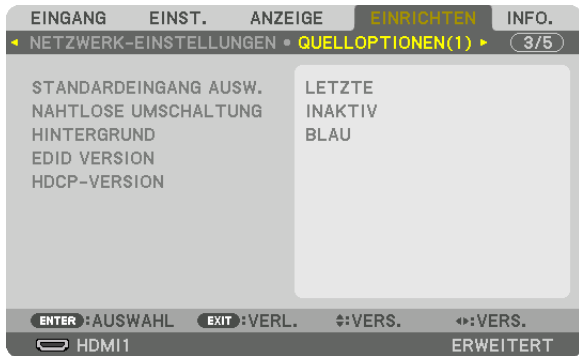 EINGANG EINST. ANZEIGE EINRICHTEN INFO.
NETZWERK-EINSTELLUNGEN • QUELLOPTIONEN(1) 3/5
STANDARDEINGANG AUSW. LETZTE
NAHTLOSE UMSCHALTUNG INAKTIV
HINTERGRUND BLAU
EDID VERSION
HDCP-VERSION
ENTER :AUSWAHL EXIT :VERL. :VERS. :VERS.
HDMI1 ERWEITERT